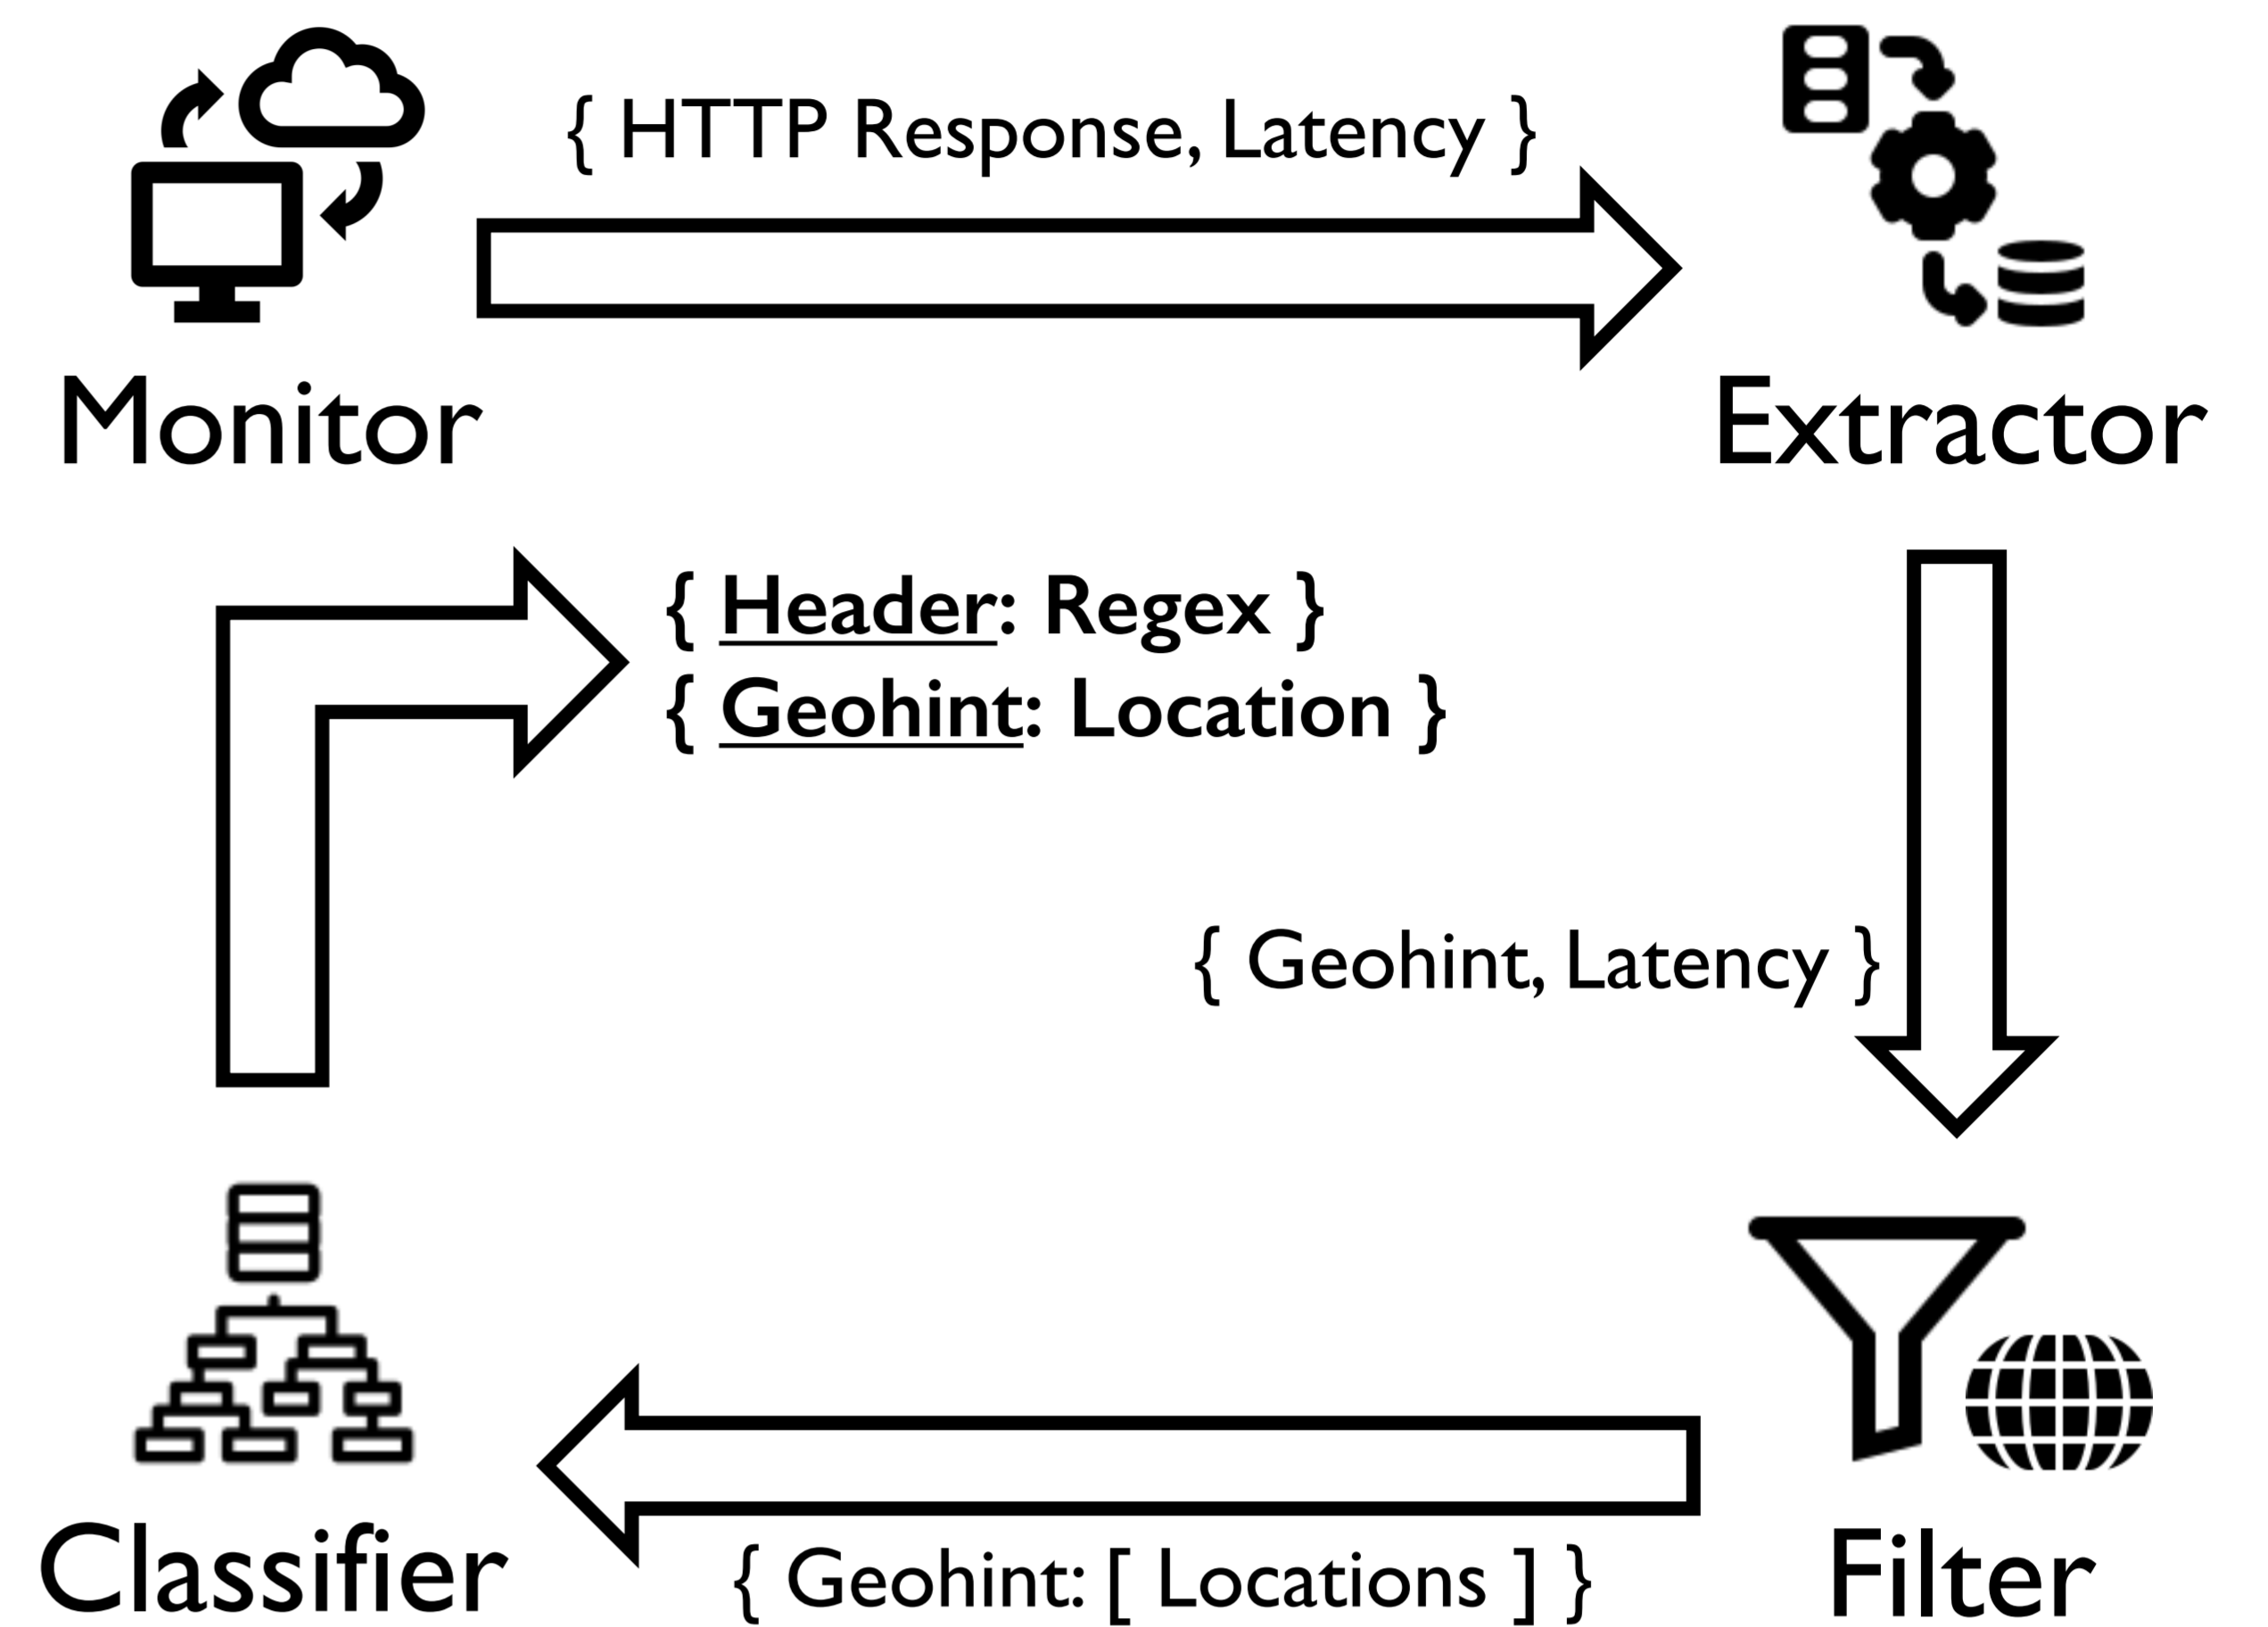 { HTTP Response, Latency }
Monitor
Extractor
{ Header: Regex }
{ Geohint: Location }
{ Geohint, Latency }
Classifier
{ Geohint: [ Locations ] }
Filter